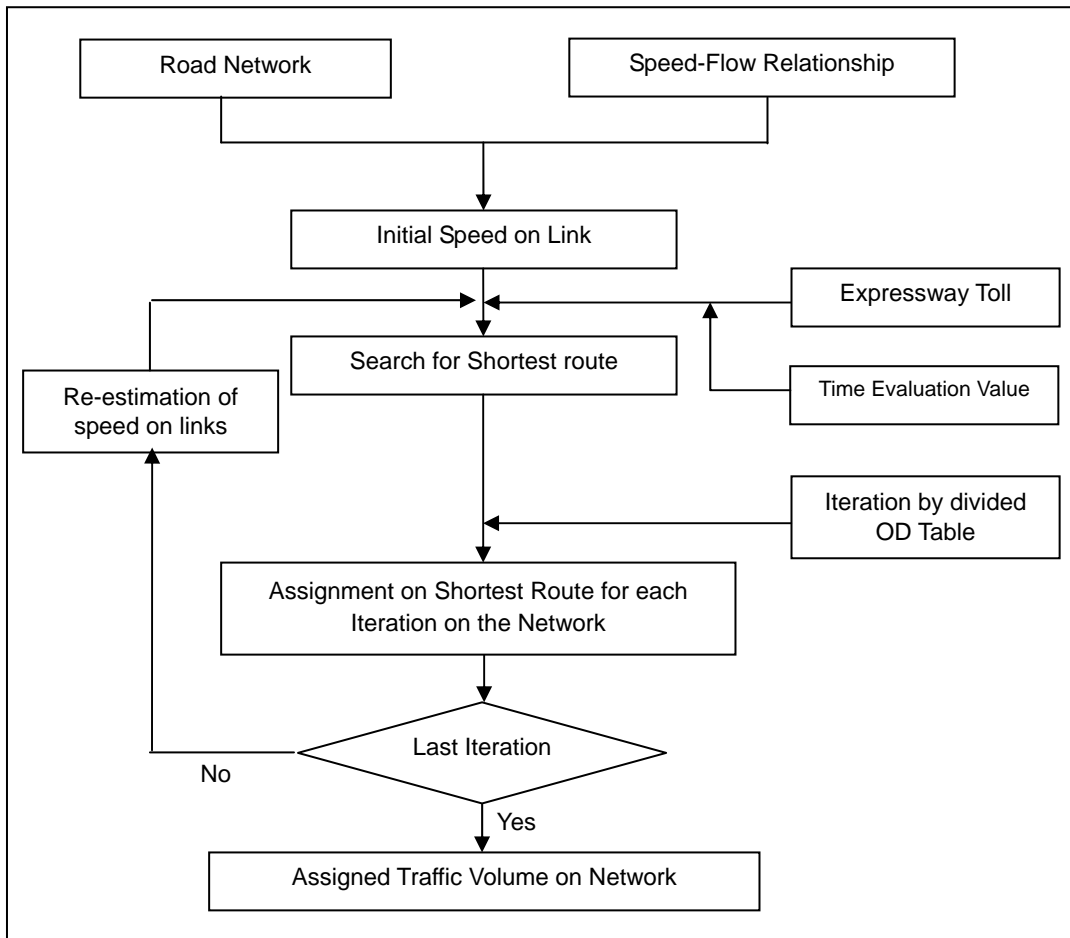 Road Network
Speed-Flow Relationship
Initial Speed on Link
Expressway Toll
Search for Shortest route
Time Evaluation Value
Re-estimation of
speed on links
Iteration by divided
OD Table
Assignment on Shortest Route for each
Iteration on the Network
Last Iteration
No
Yes
Assigned Traffic Volume on Network